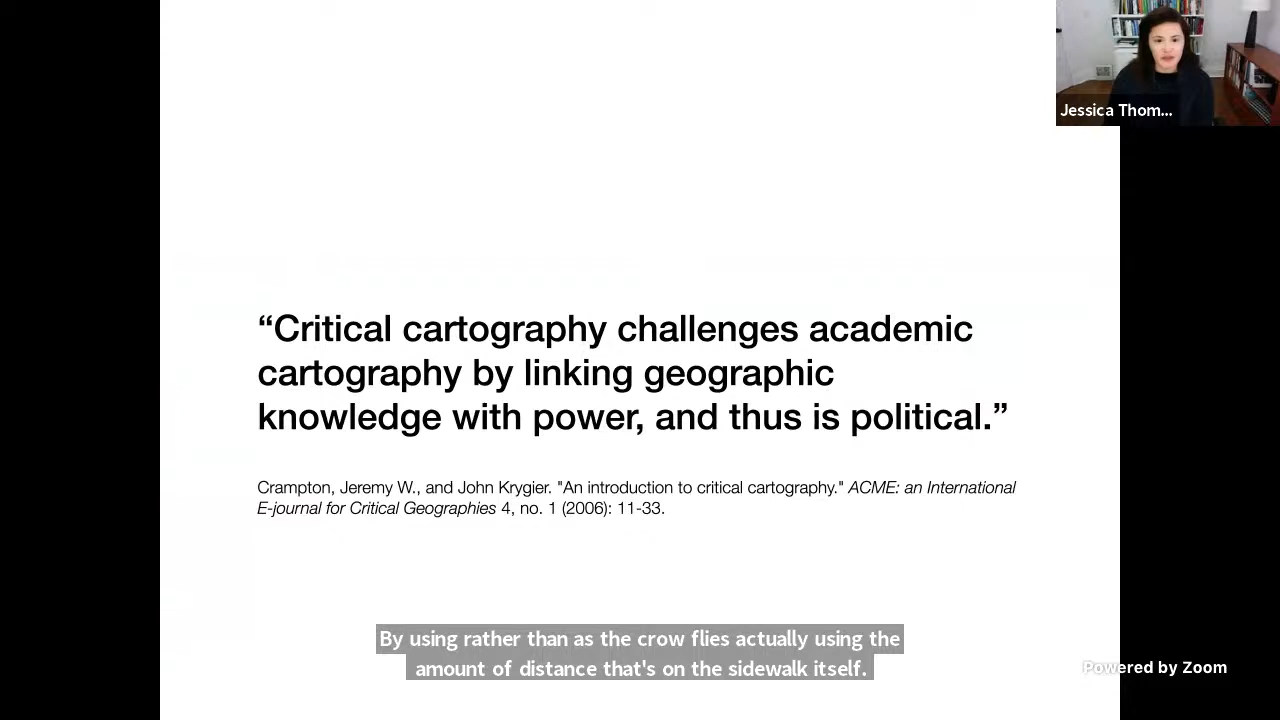 Jessica Thom...
“Critical cartography challenges academic
cartography by linking geographic
knowledge with power, and thus is political.”
Crampton, Jeremy W., and John Krygier. "An introduction to critical cartography." ACME: an International
E-journal for Critical Geographies 4, no. 1 (2006): 11-33.
By using rather than as the crow flies actually using the
amount of distance that's on the sidewalk itself.
Powered by Zoom